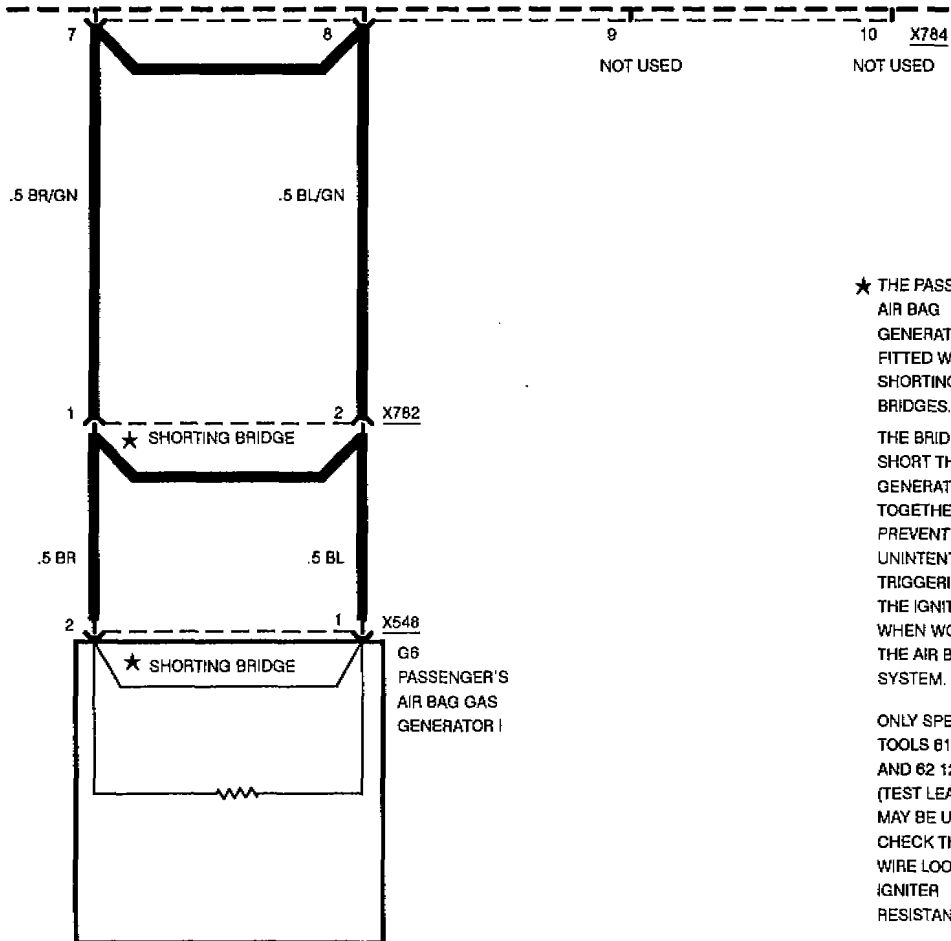 7 8 9 10 X784
NOT USED NOT USED
.5 BR/GN .5 BL/GN
1 2 X782
★ SHORTING BRIDGE
.5 BR .5 BL
2 1 X548
★ SHORTING BRIDGE
G6
PASSENGER'S
AIR BAG GAS
GENERATOR I
★ THE PASS
AIR BAG
GENERAT
FITTED W
SHORTING
BRIDGES.
THE BRID
SHORT TH
GENERAT
TOGETHE
PREVENT
UNINTENT
TRIGGERI
THE IGNIT
WHEN WO
THE AIR B
SYSTEM.
ONLY SPE
TOOLS 61
AND 62 12
(TEST LEA
MAY BE U
CHECK TH
WIRE LOO
IGNITER
RESISTAN